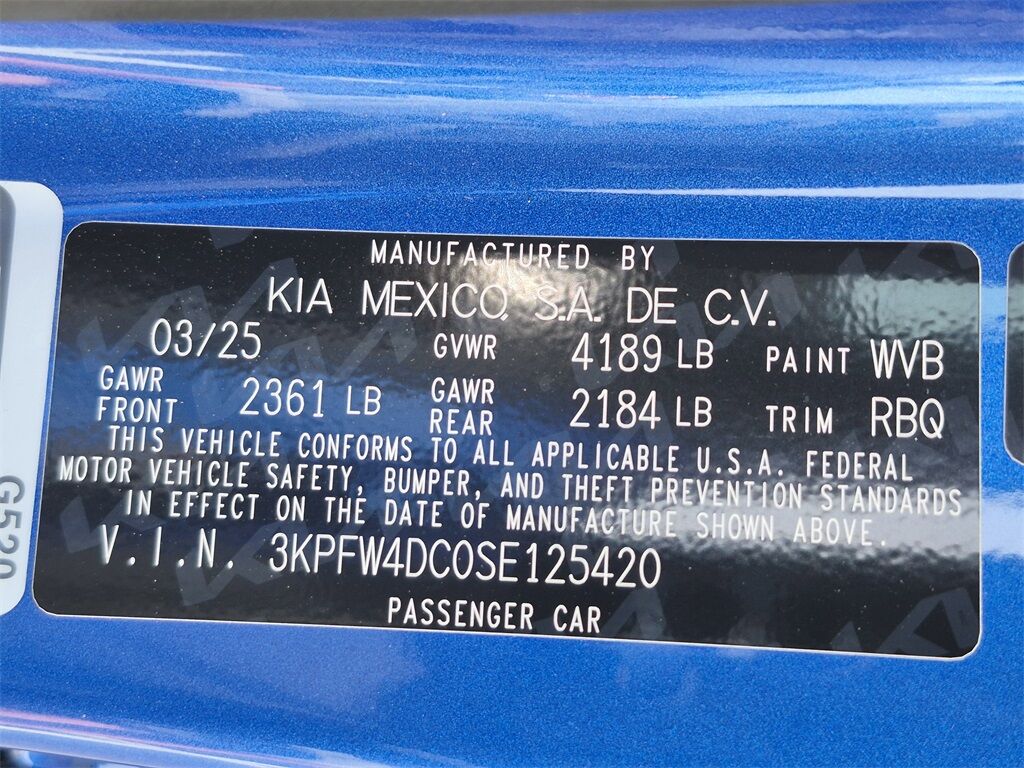 MANUFACTURED BY
KIA MEXICO, S.A. DE C.V.
03/25 GVWR 4189 LB PAINT WVB
GAWR FRONT 2361 LB GAWR REAR 2184 LB TRIM RBQ
THIS VEHICLE CONFORMS TO ALL APPLICABLE U.S.A. FEDERAL
MOTOR VEHICLE SAFETY, BUMPER, AND THEFT PREVENTION STANDARDS
IN EFFECT ON THE DATE OF MANUFACTURE SHOWN ABOVE.
V.I.N. 3KPFW4DC0SE125420
PASSENGER CAR
G520